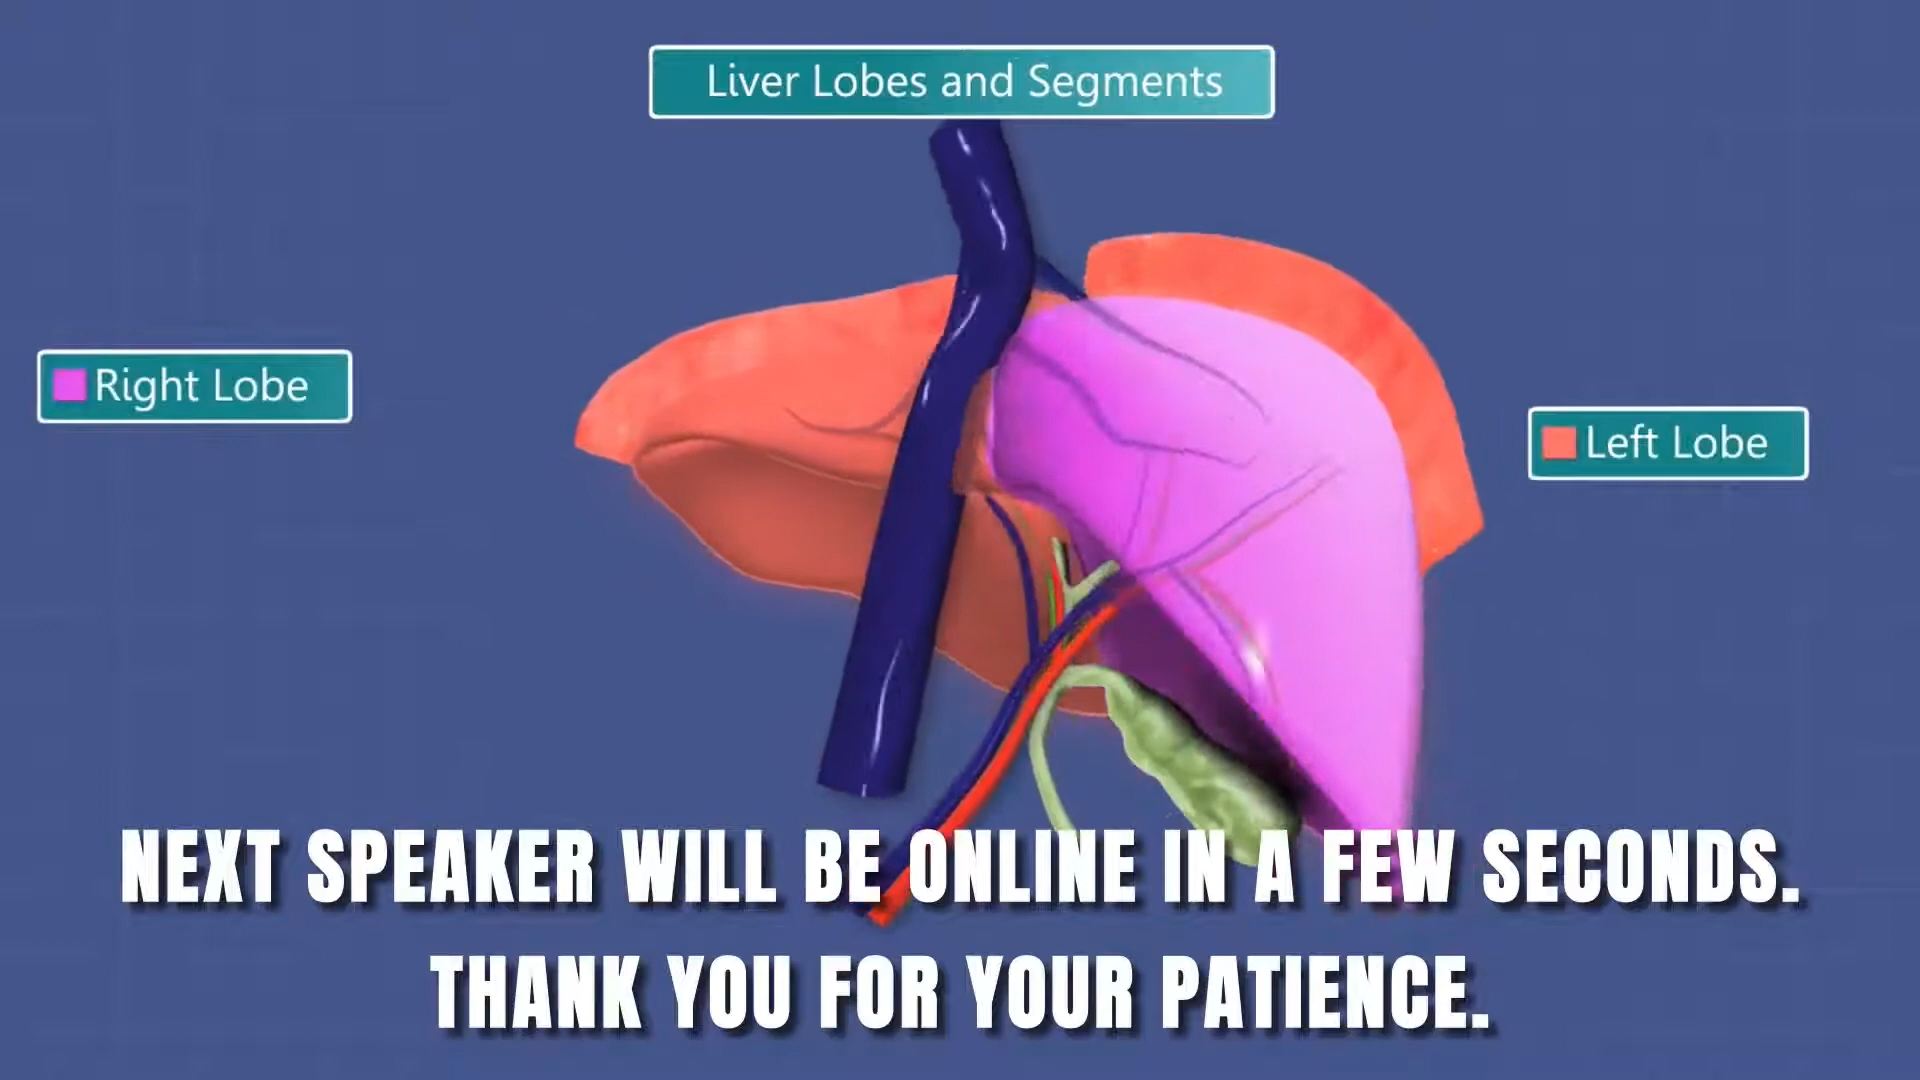 Liver Lobes and Segments
Right Lobe
Left Lobe
NEXT SPEAKER WILL BE ONLINE IN A FEW SECONDS.
THANK YOU FOR YOUR PATIENCE.